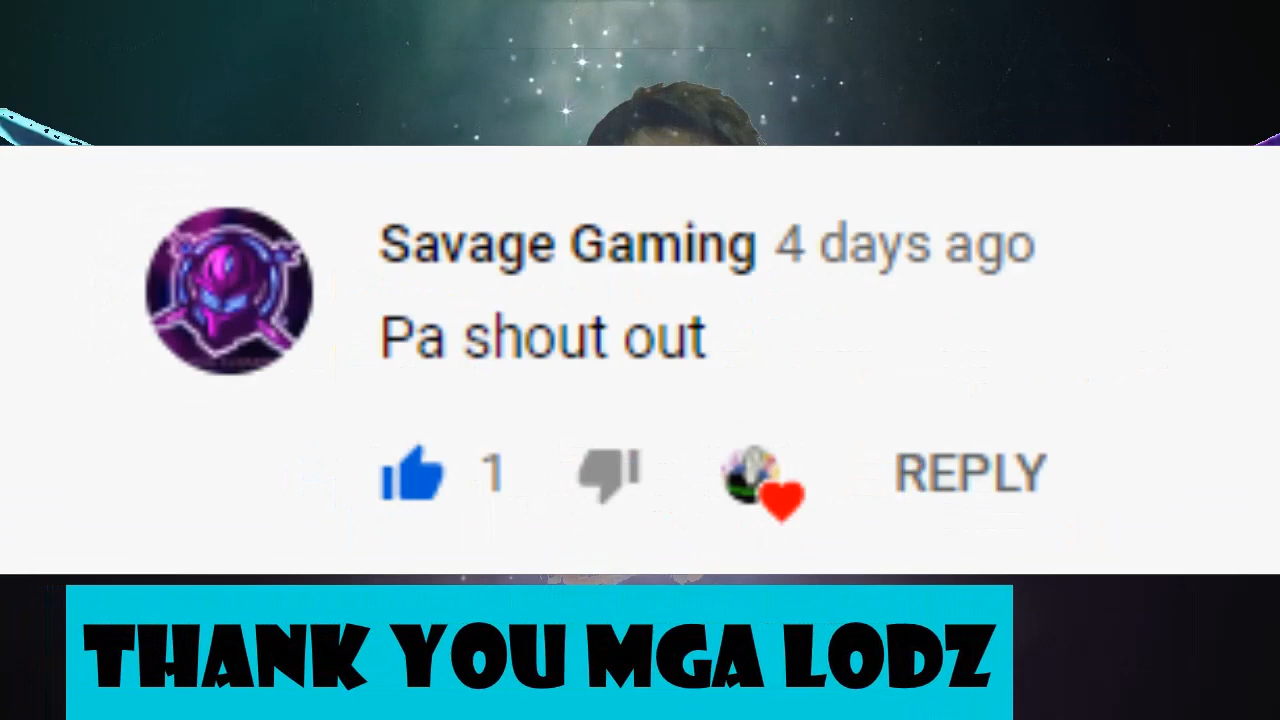 Savage Gaming 4 days ago
Pa shout out
1
REPLY
THANK YOU MGA LODZ